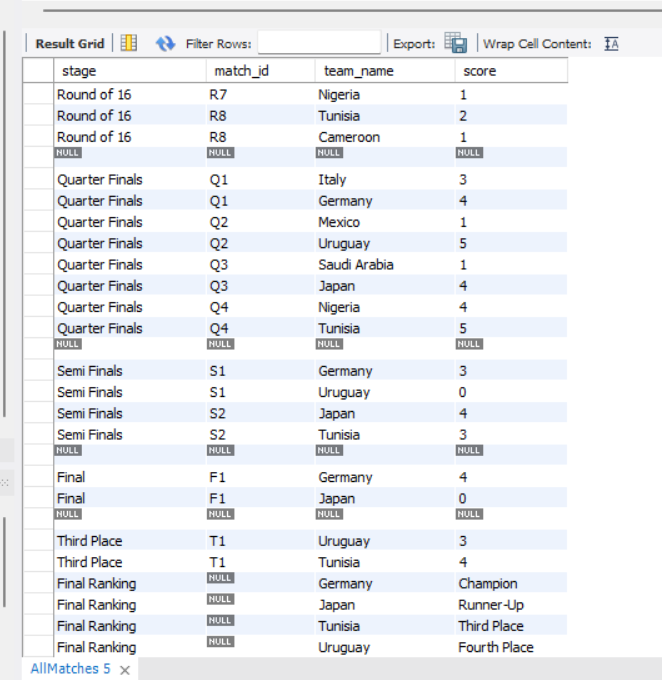 Result Grid Filter Rows: Export: Wrap Cell Content: IA
stage match_id team_name score
Round of 16 R7 Nigeria 1
Round of 16 R8 Tunisia 2
Round of 16 R8 Cameroon 1
NULL NULL NULL NULL
Quarter Finals Q1 Italy 3
Quarter Finals Q1 Germany 4
Quarter Finals Q2 Mexico 1
Quarter Finals Q2 Uruguay 5
Quarter Finals Q3 Saudi Arabia 1
Quarter Finals Q3 Japan 4
Quarter Finals Q4 Nigeria 4
Quarter Finals Q4 Tunisia 5
NULL NULL NULL NULL
Semi Finals S1 Germany 3
Semi Finals S1 Uruguay 0
Semi Finals S2 Japan 4
Semi Finals S2 Tunisia 3
NULL NULL NULL NULL
Final F1 Germany 4
Final F1 Japan 0
NULL NULL NULL NULL
Third Place T1 Uruguay 3
Third Place T1 Tunisia 4
Final Ranking NULL Germany Champion
Final Ranking NULL Japan Runner-Up
Final Ranking NULL Tunisia Third Place
Final Ranking NULL Uruguay Fourth Place
AllMatches 5